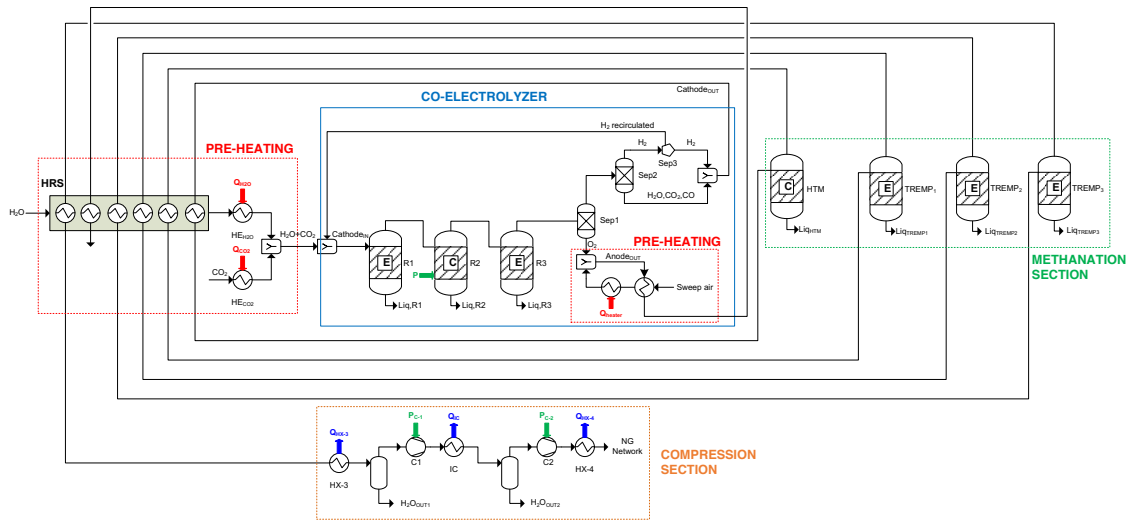 CO-ELECTROLYZER
Cathode_OUT
H₂ recirculated
H₂
H₂
Sep3
Sep2
H₂O,CO₂,CO
PRE-HEATING
HRS
Q_H2O
H₂O
HE_H2O
H₂O+CO₂
Cathode_IN
Q_CO2
CO₂
HE_CO2
E
R1
C
R2
P
E
R3
Liq,R1
Liq,R2
Liq,R3
Sep1
O₂
PRE-HEATING
Anode_OUT
Sweep air
Q_heater
C
HTM
Liq_HTM
E
TREMP₁
Liq_TREMP1
E
TREMP₂
Liq_TREMP2
E
TREMP₃
Liq_TREMP3
METHANATION
SECTION
Q_HX-3
P_C-1
Q_IC
P_C-2
Q_HX-4
HX-3
C1
IC
C2
HX-4
NG
Network
H₂O_OUT1
H₂O_OUT2
COMPRESSION
SECTION